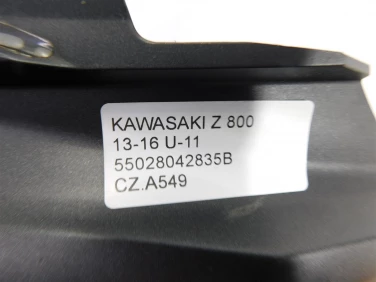 KAWASAKI Z 800
13-16 U-11
55028042835B
CZ.A549